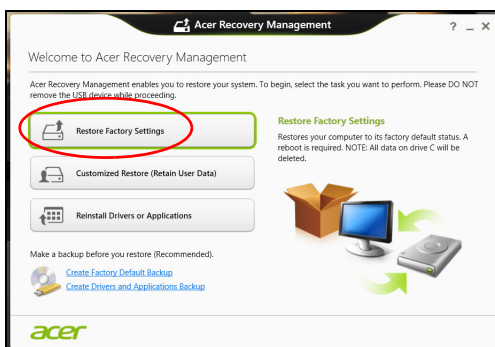 Acer Recovery Management
? _ X
Welcome to Acer Recovery Management
Acer Recovery Management enables you to restore your system. To begin, select the task you want to perform. Please DO NOT
remove the USB device while proceeding.
Restore Factory Settings
Customized Restore (Retain User Data)
Reinstall Drivers or Applications
Restore Factory Settings
Restores your computer to its factory default status. A
reboot is required. NOTE: All data on drive C will be
deleted.
Make a backup before you restore (Recommended).
Create Factory Default Backup
Create Drivers and Applications Backup
acer